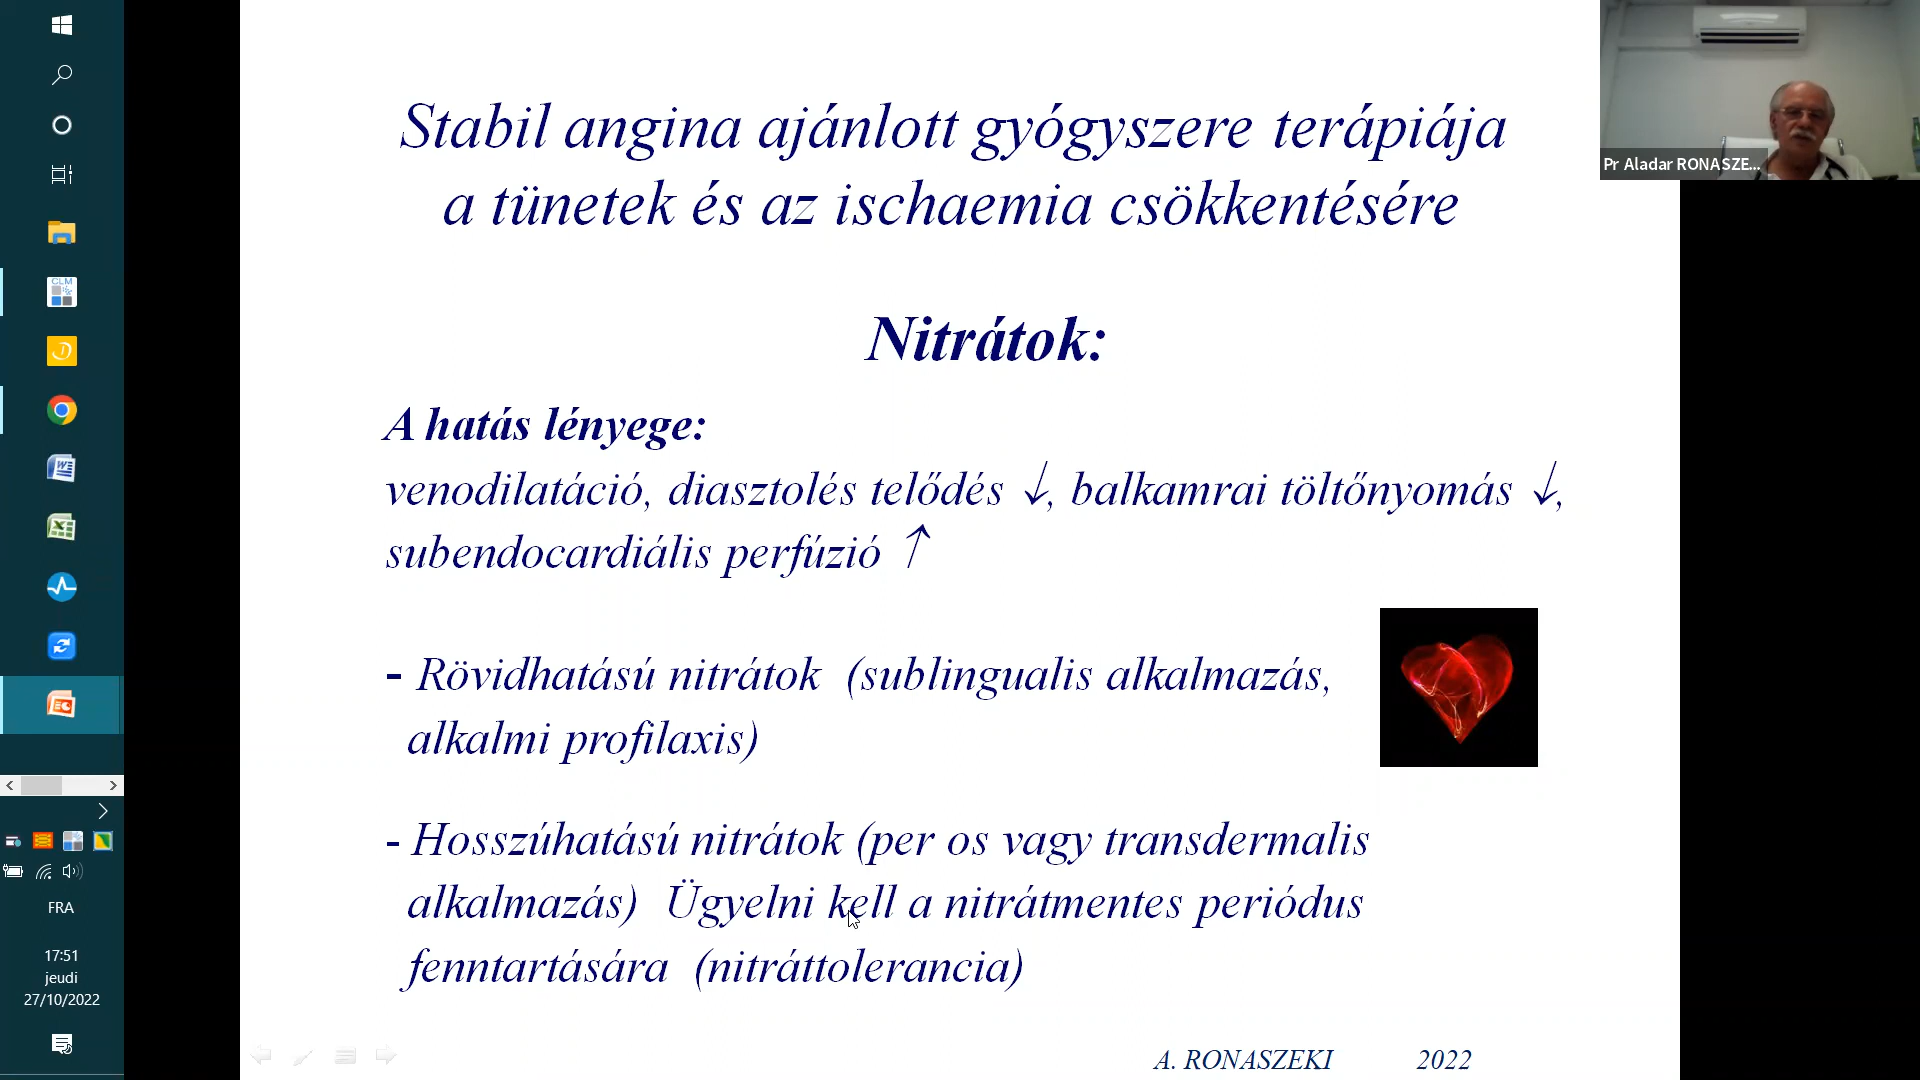 Stabil angina ajánlott gyógyszere terápiája
a tünetek és az ischaemia csökkentésére
Nitrátok:
A hatás lényege:
venodilatáció, diasztolés telődés ↓, balkamrai töltőnyomás ↓,
subendocardiális perfúzió ↑
- Rövidhatású nitrátok (sublingualis alkalmazás,
alkalmi profilaxis)
- Hosszúhatású nitrátok (per os vagy transdermalis
alkalmazás) Ügyelni kell a nitrátmentes periódus
fenntartására (nitráttolerancia)
A. RONASZEKI 2022
Pr Aladar RONASZE...
CLM
FRA
17:51
jeudi
27/10/2022